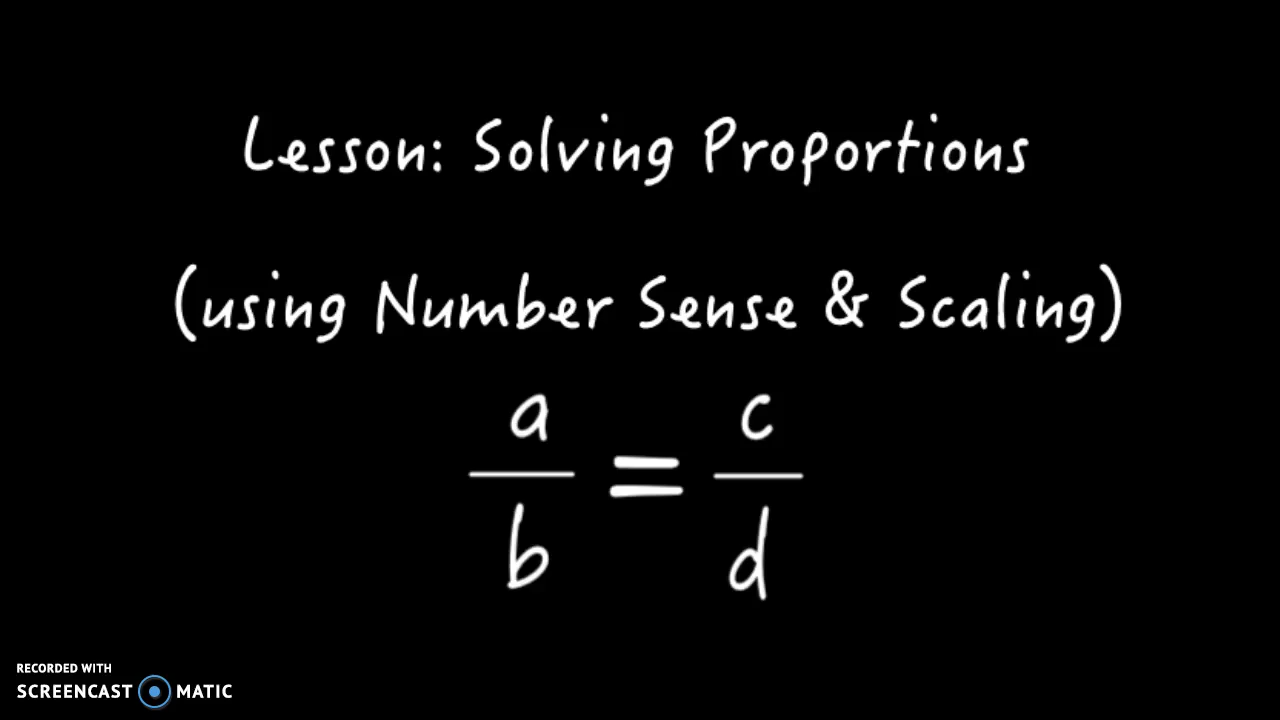 Lesson: Solving Proportions
(using Number Sense & Scaling)
a/b = c/d
RECORDED WITH
SCREENCAST MATIC